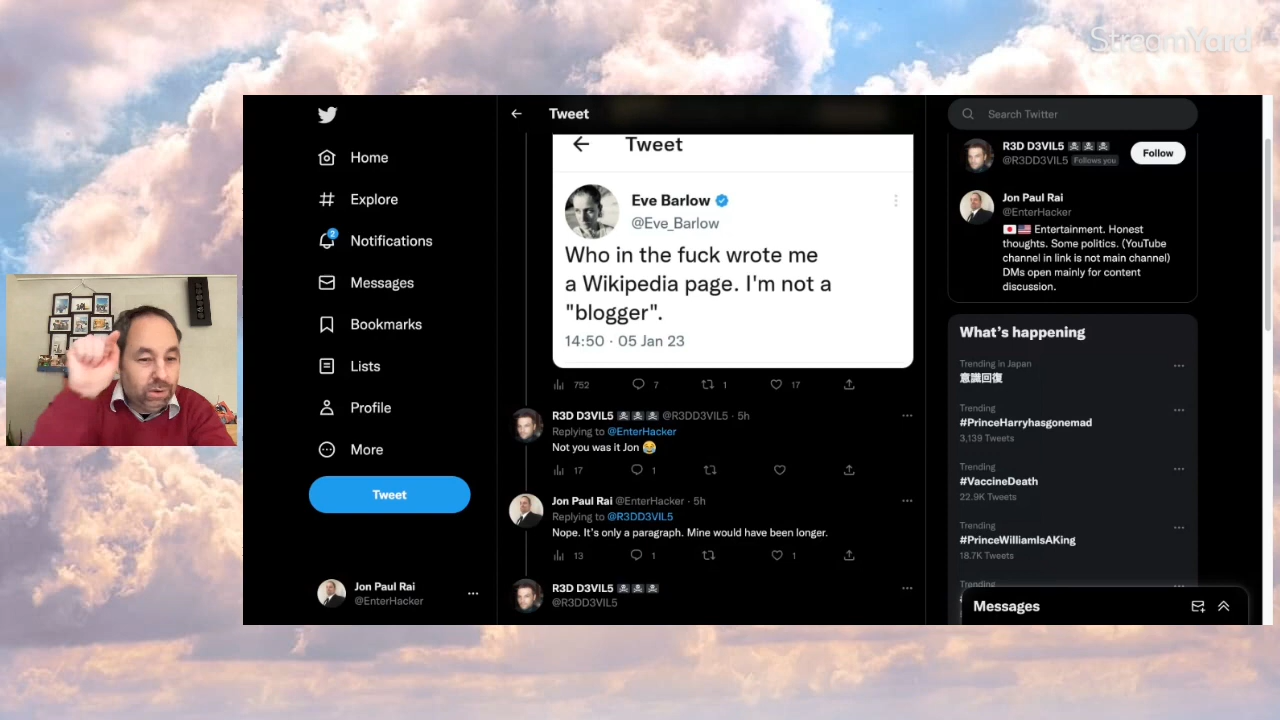 StreamYard
Tweet
Search Twitter
Home
Explore
2
Notifications
Messages
Bookmarks
Lists
Profile
More
Tweet
Jon Paul Rai
@EnterHacker
Tweet
Eve Barlow
@Eve_Barlow
Who in the fuck wrote me
a Wikipedia page. I'm not a
"blogger".
14:50 · 05 Jan 23
752 7 1 17
R3D D3VIL5 ☠☠☠ @R3DD3VIL5 · 5h
Replying to @EnterHacker
Not you was it Jon 😂
17 1
Jon Paul Rai @EnterHacker · 5h
Replying to @R3DD3VIL5
Nope. It's only a paragraph. Mine would have been longer.
13 1 1
R3D D3VIL5 ☠☠☠
@R3DD3VIL5
R3D D3VIL5 ☠☠☠
@R3DD3VIL5 Follows you
Follow
Jon Paul Rai
@EnterHacker
🇯🇵🇺🇸 Entertainment. Honest
thoughts. Some politics. (YouTube
channel in link is not main channel)
DMs open mainly for content
discussion.
What's happening
Trending in Japan
意識回復
Trending
#PrinceHarryhasgonemad
3,139 Tweets
Trending
#VaccineDeath
22.9K Tweets
Trending
#PrinceWilliamIsAKing
18.7K Tweets
Trending
Messages